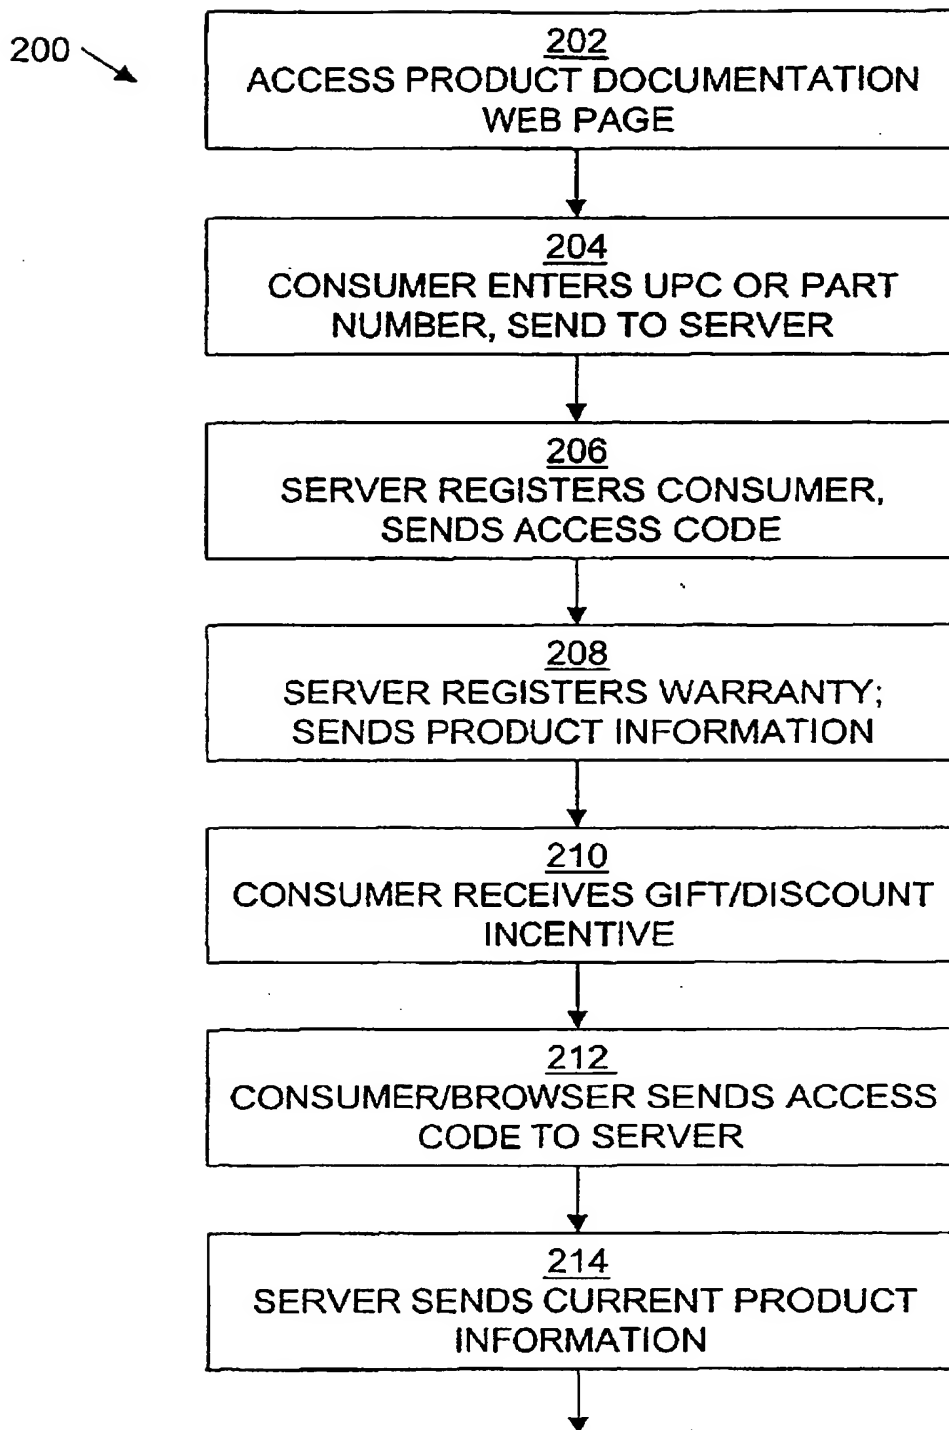 200
202
ACCESS PRODUCT DOCUMENTATION
WEB PAGE
204
CONSUMER ENTERS UPC OR PART
NUMBER, SEND TO SERVER
206
SERVER REGISTERS CONSUMER,
SENDS ACCESS CODE
208
SERVER REGISTERS WARRANTY;
SENDS PRODUCT INFORMATION
210
CONSUMER RECEIVES GIFT/DISCOUNT
INCENTIVE
212
CONSUMER/BROWSER SENDS ACCESS
CODE TO SERVER
214
SERVER SENDS CURRENT PRODUCT
INFORMATION